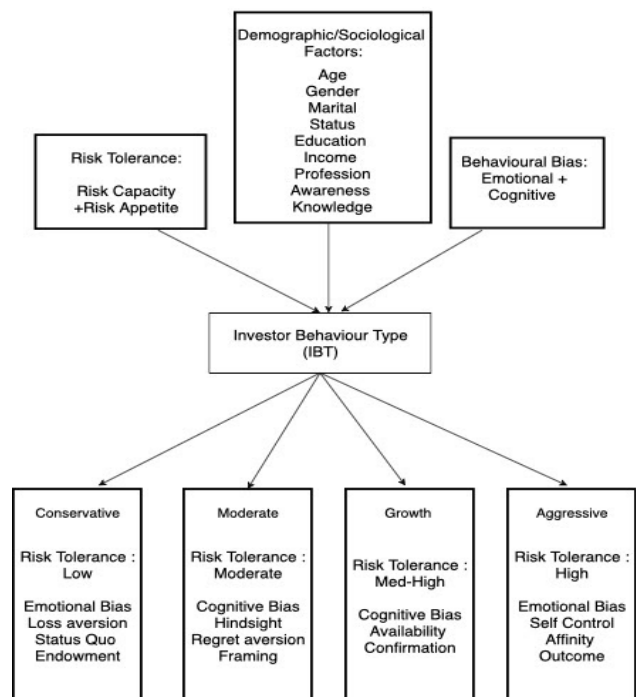 Demographic/Sociological
Factors:
Age
Gender
Marital
Status
Education
Income
Profession
Awareness
Knowledge
Risk Tolerance:
Risk Capacity
+Risk Appetite
Behavioural Bias:
Emotional +
Cognitive
Investor Behaviour Type
(IBT)
Conservative
Risk Tolerance :
Low
Emotional Bias
Loss aversion
Status Quo
Endowment
Moderate
Risk Tolerance :
Moderate
Cognitive Bias
Hindsight
Regret aversion
Framing
Growth
Risk Tolerance :
Med-High
Cognitive Bias
Availability
Confirmation
Aggressive
Risk Tolerance :
High
Emotional Bias
Self Control
Affinity
Outcome